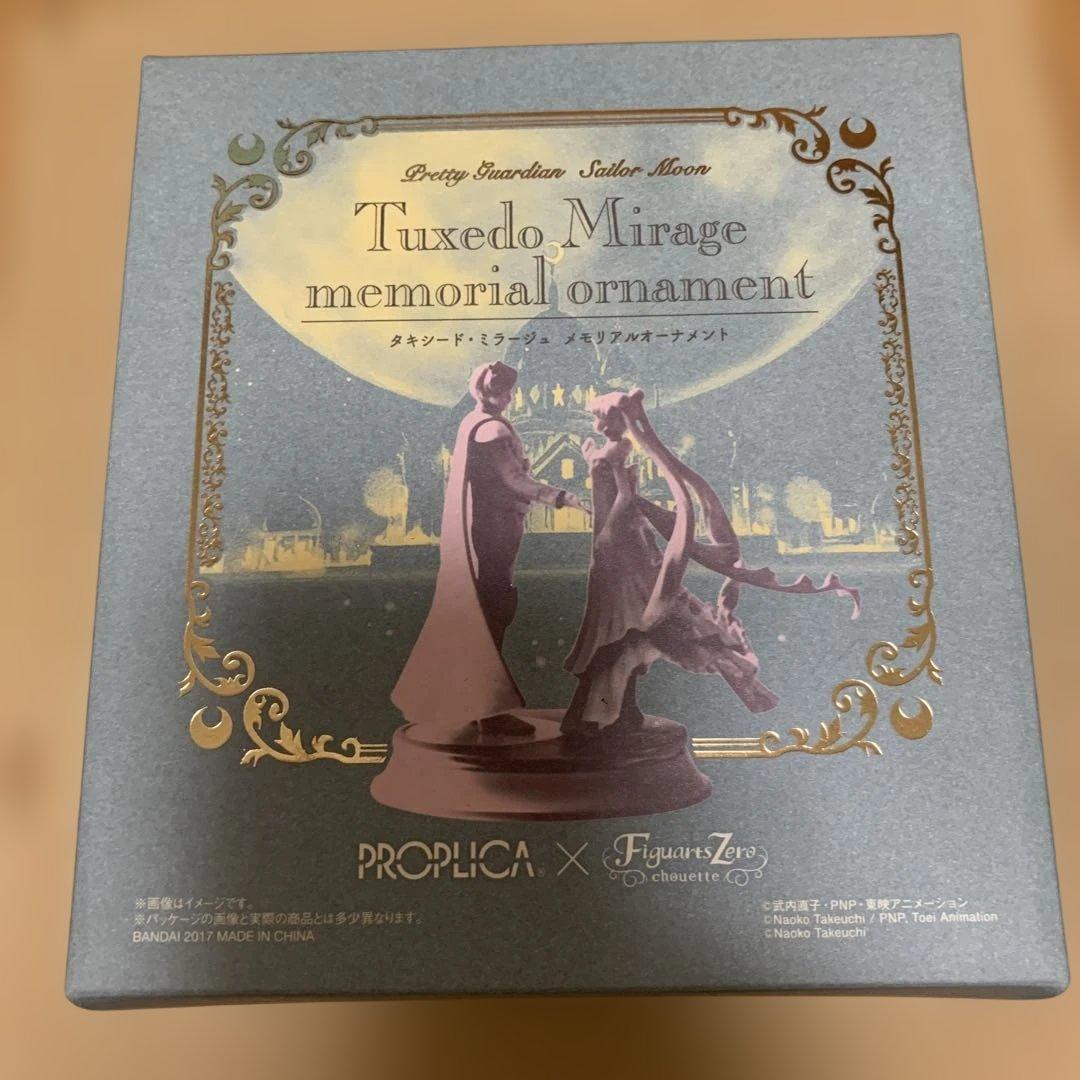 Pretty Guardian Sailor Moon
Tuxedo Mirage
memorial ornament
タキシード・ミラージュ メモリアルオーナメント
PROPLICA® × FiguartsZero
chouette
※画像はイメージです。
※パッケージの画像と実際の商品とは多少異なります。
BANDAI 2017 MADE IN CHINA
©武内直子・PNP・東映アニメーション
©Naoko Takeuchi / PNP, Toei Animation
©Naoko Takeuchi